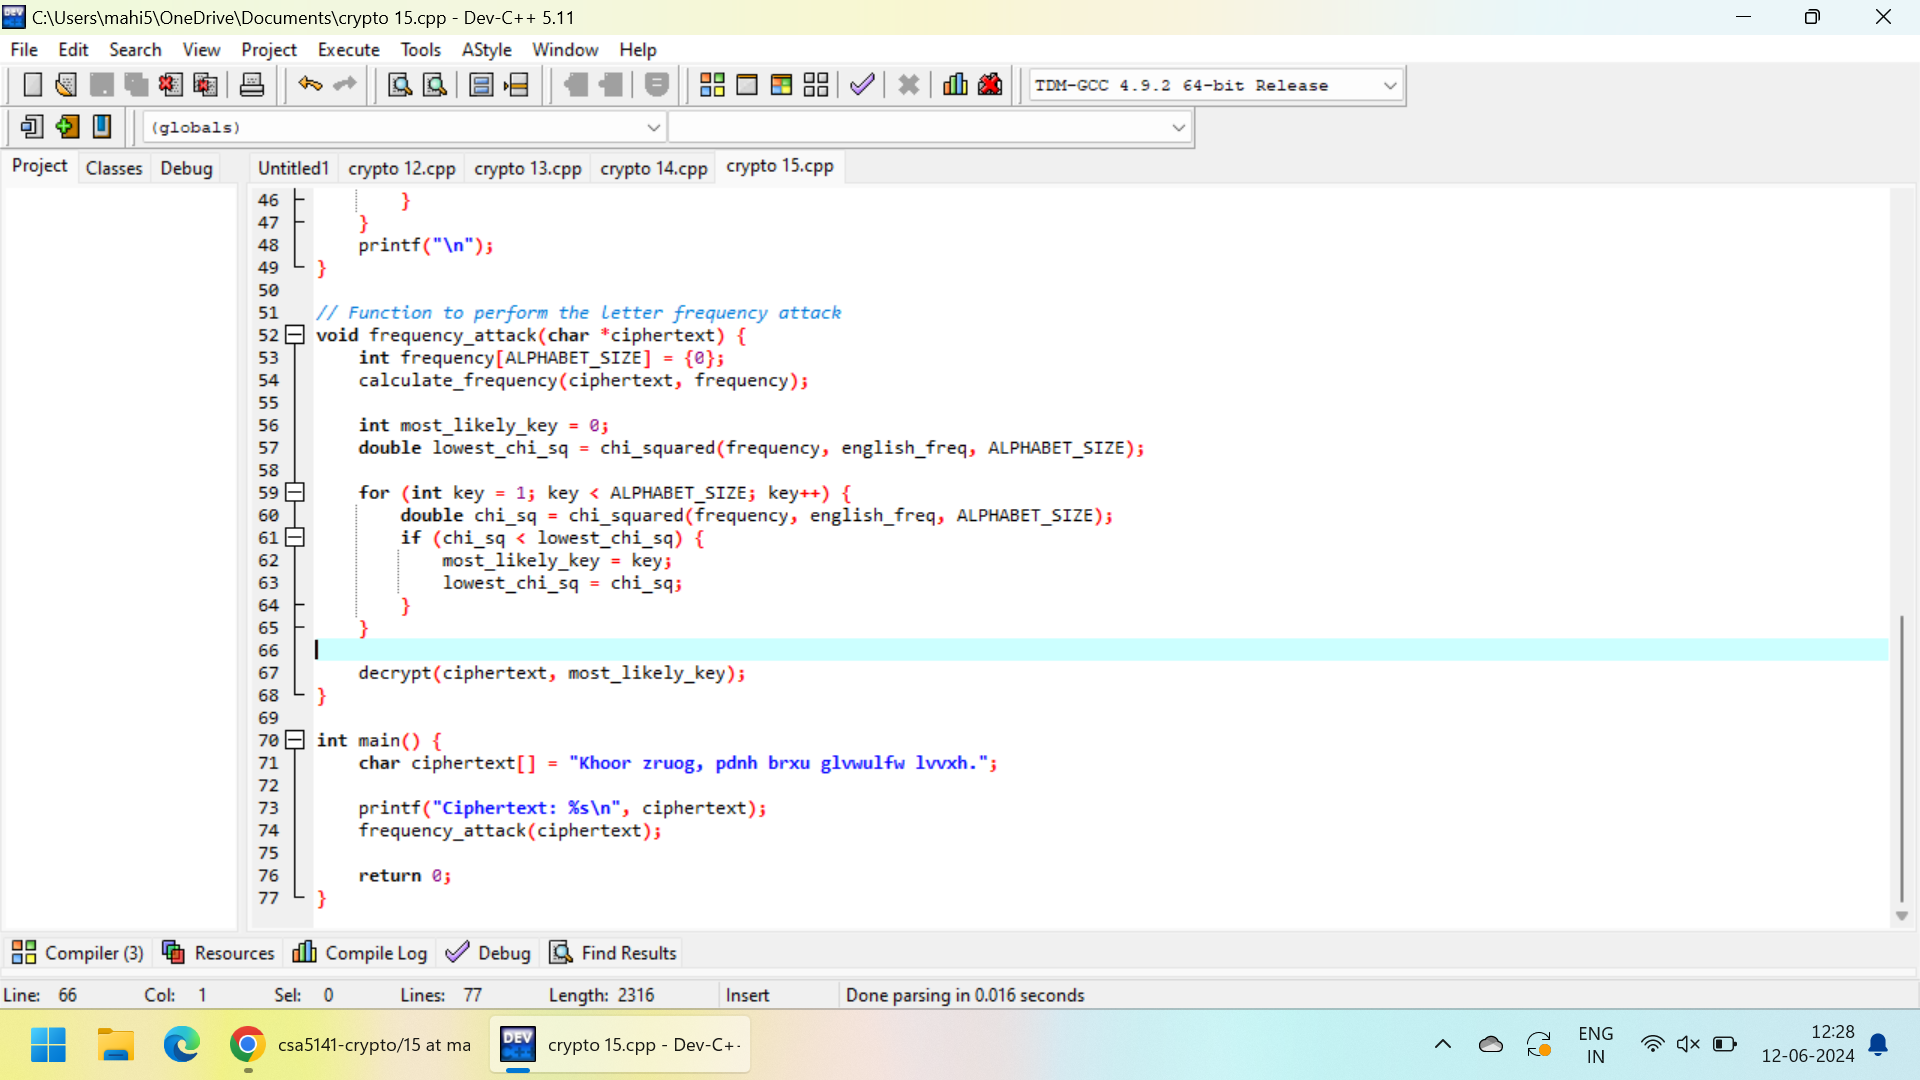 C:\Users\mahi5\OneDrive\Documents\crypto 15.cpp - Dev-C++ 5.11
File Edit Search View Project Execute Tools AStyle Window Help
TDM-GCC 4.9.2 64-bit Release
(globals)
Project Classes Debug Untitled1 crypto 12.cpp crypto 13.cpp crypto 14.cpp crypto 15.cpp
46 }
47 }
48 printf("\n");
49 }
50
51 // Function to perform the letter frequency attack
52 void frequency_attack(char *ciphertext) {
53 int frequency[ALPHABET_SIZE] = {0};
54 calculate_frequency(ciphertext, frequency);
55
56 int most_likely_key = 0;
57 double lowest_chi_sq = chi_squared(frequency, english_freq, ALPHABET_SIZE);
58
59 for (int key = 1; key < ALPHABET_SIZE; key++) {
60 double chi_sq = chi_squared(frequency, english_freq, ALPHABET_SIZE);
61 if (chi_sq < lowest_chi_sq) {
62 most_likely_key = key;
63 lowest_chi_sq = chi_sq;
64 }
65 }
66
67 decrypt(ciphertext, most_likely_key);
68 }
69
70 int main() {
71 char ciphertext[] = "Khoor zruog, pdnh brxu glvwulfw lvvxh.";
72
73 printf("Ciphertext: %s\n", ciphertext);
74 frequency_attack(ciphertext);
75
76 return 0;
77 }
Compiler (3) Resources Compile Log Debug Find Results
Line: 66 Col: 1 Sel: 0 Lines: 77 Length: 2316 Insert Done parsing in 0.016 seconds
csa5141-crypto/15 at ma DEV C++ crypto 15.cpp - Dev-C+· ENG IN 12:28 12-06-2024